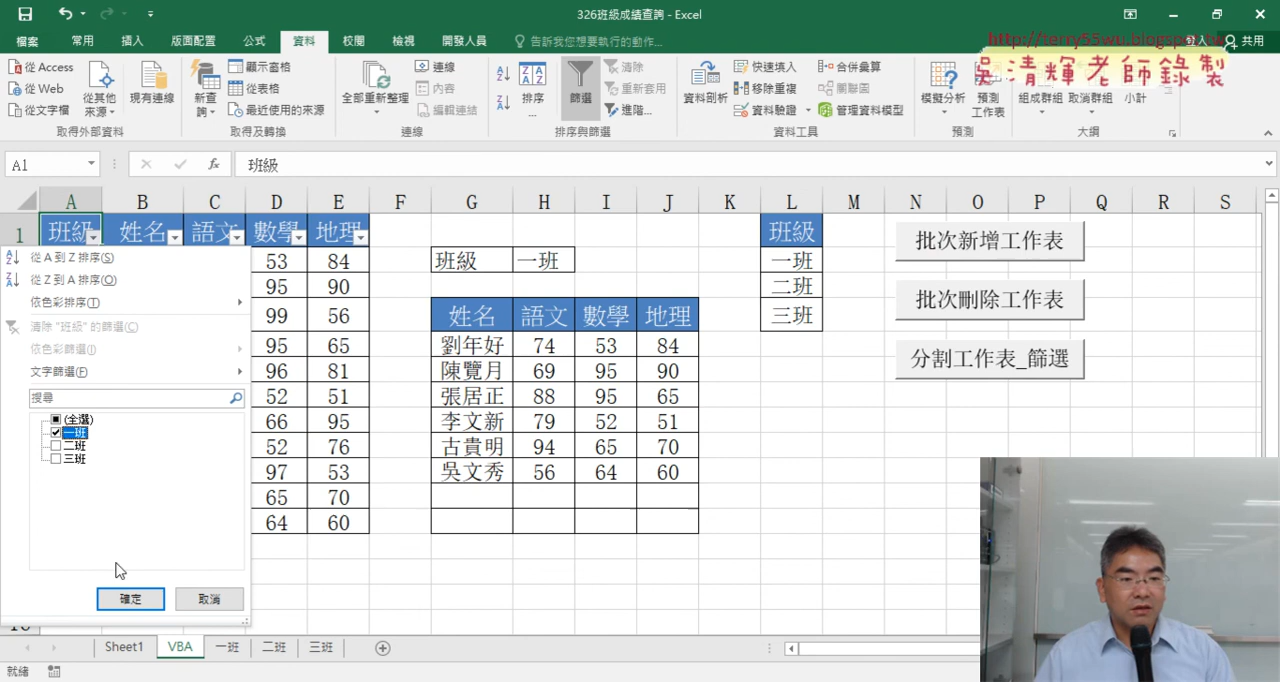 326班級成績查詢 - Excel
http://terry55wu.blogspot.tw
登入 共用
吳清輝老師錄製
檔案 常用 插入 版面配置 公式 資料 校閱 檢視 開發人員 告訴我您想要執行的動作...
從 Access
從 Web
從文字檔
從其他來源
現有連線
取得外部資料
新查詢
顯示查詢
從表格
最近使用的來源
取得及轉換
全部重新整理
連線
內容
編輯連結
連線
排序
篩選
清除
重新套用
進階...
排序與篩選
資料剖析
快速填入
移除重複
資料驗證
合併彙算
關聯圖
管理資料模型
資料工具
模擬分析
預測工作表
預測
組成群組 取消群組 小計
大綱
A1 fx 班級
A B C D E F G H I J K L M N O P Q R S
1 班級 姓名 語文 數學 地理 班級
批次新增工作表
批次刪除工作表
分割工作表_篩選
從 A 到 Z 排序(S)
從 Z 到 A 排序(O)
依色彩排序(T)
清除 "班級" 的篩選(C)
依色彩篩選(I)
文字篩選(F)
搜尋
(全選)
一班
二班
三班
確定 取消
53 84
95 90
99 56
95 65
96 81
52 51
66 95
52 76
97 53
65 70
64 60
班級 一班
姓名 語文 數學 地理
劉年好 74 53 84
陳覽月 69 95 90
張居正 88 95 65
李文新 79 52 51
古貴明 94 65 70
吳文秀 56 64 60
一班
二班
三班
Sheet1 VBA 一班 二班 三班
就緒